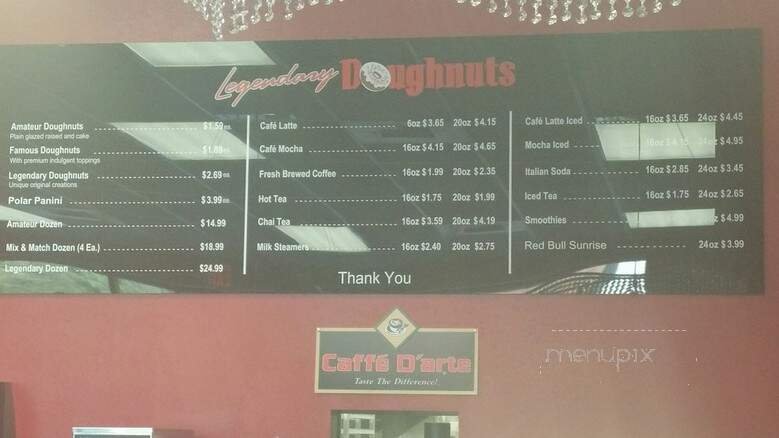 Legendary Doughnuts
Amateur Doughnuts $1.59 ea.
Plain glazed raised and cake
Famous Doughnuts ea.
With premium indulgent toppings
Legendary Doughnuts $2.69 ea
Unique original creations
Polar Panini $3.99 ea.
Amateur Dozen $14.99
Mix & Match Dozen (4 Ea.) $18.99
Legendary Dozen $24.99
Café Latte 6oz $3.65 20oz $4.15
Café Mocha 16oz $4.15 20oz $4.65
Fresh Brewed Coffee 16oz $1.99 20oz $2.35
Hot Tea 16oz $1.75 20oz $1.99
Chai Tea 16oz $3.59 20oz $4.19
Milk Steamers 16oz $2.40 20oz $2.75
Café Latte Iced 16oz $3.65 24oz $4.45
Mocha Iced 16oz $4.15 24oz $4.95
Italian Soda 16oz $2.85 24oz $3.45
Iced Tea 16oz $1.75 24oz $2.65
Smoothies $4.99
Red Bull Sunrise 24oz $3.99
Thank You
Caffé D'arte
Taste The Difference!
menupix